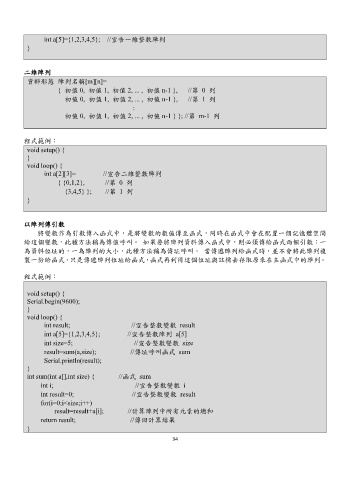 int a[5]={1,2,3,4,5};　//宣告一維整數陣列
}
二維陣列
資料形態 陣列名稱[m][n]=
{ 初值 0, 初值 1, 初值 2, ... , 初值 n-1 },　//第 0 列
初值 0, 初值 1, 初值 2, ... , 初值 n-1 },　//第 1 列
:
初值 0, 初值 1, 初值 2, ... , 初值 n-1 } }; //第 m-1 列
程式範例：
void setup() {
}
void loop() {
int a[2][3]=　//宣告二維整數陣列
{ {0,1,2},　//第 0 列
{3,4,5} };　//第 1 列
}
以陣列傳引數
將變數作為引數傳入函式中，是將變數的數值傳至函式，同時在函式中會在配置一個記憶體空間
給這個變數，此種方法稱為傳值呼叫。 如果要將陣列資料傳入函式中，則必須傳給函式兩個引數：一
為資料位址的，一為陣列的大小，此種方法稱為傳址呼叫。 當傳遞陣列給函式時，並不會將此陣列複
製一份給函式，只是傳遞陣列位址給函式，函式再利用這個位址與註標去存取原來在主函式中的陣列。
程式範例：
void setup() {
Serial.begin(9600);
}
void loop() {
int result;　//宣告整數變數 result
int a[5]={1,2,3,4,5};　//宣告整數陣列 a[5]
int size=5;　//宣告整數變數 size
result=sum(a,size);　//傳址呼叫函式 sum
Serial.println(result);
}
int sum(int a[],int size) {　//函式 sum
int i;　//宣告整數變數 i
int result=0;　//宣告整數變數 result
for(i=0;i<size;i++)
result=result+a[i];　//計算陣列中所有元素的總和
return result;　//傳回計算結果
}
34